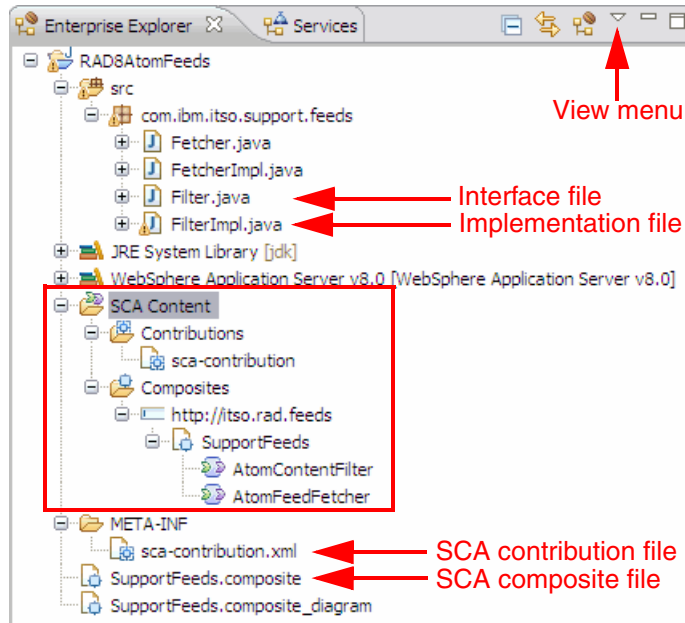 Enterprise Explorer Services
RAD8AtomFeeds
src
com.ibm.itso.support.feeds
View menu
Fetcher.java
FetcherImpl.java
Filter.java Interface file
FilterImpl.java Implementation file
JRE System Library [jdk]
WebSphere Application Server v8.0 [WebSphere Application Server v8.0]
SCA Content
Contributions
sca-contribution
Composites
http://itso.rad.feeds
SupportFeeds
AtomContentFilter
AtomFeedFetcher
META-INF
sca-contribution.xml SCA contribution file
SupportFeeds.composite SCA composite file
SupportFeeds.composite_diagram